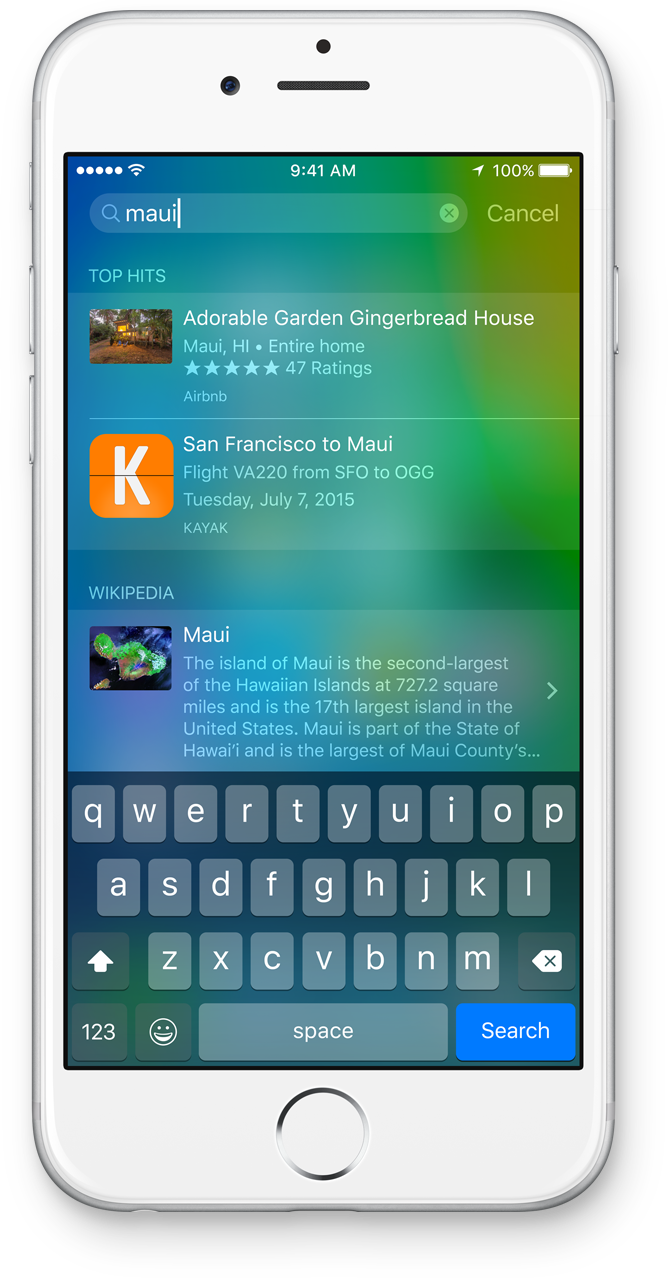 9:41 AM
100%
maui
Cancel
TOP HITS
Adorable Garden Gingerbread House
Maui, HI • Entire home
★★★★★ 47 Ratings
Airbnb
K
San Francisco to Maui
Flight VA220 from SFO to OGG
Tuesday, July 7, 2015
KAYAK
WIKIPEDIA
Maui
The island of Maui is the second-largest
of the Hawaiian Islands at 727.2 square
miles and is the 17th largest island in the
United States. Maui is part of the State of
Hawai‘i and is the largest of Maui County’s...
q w e r t y u i o p
a s d f g h j k l
z x c v b n m
123 space Search